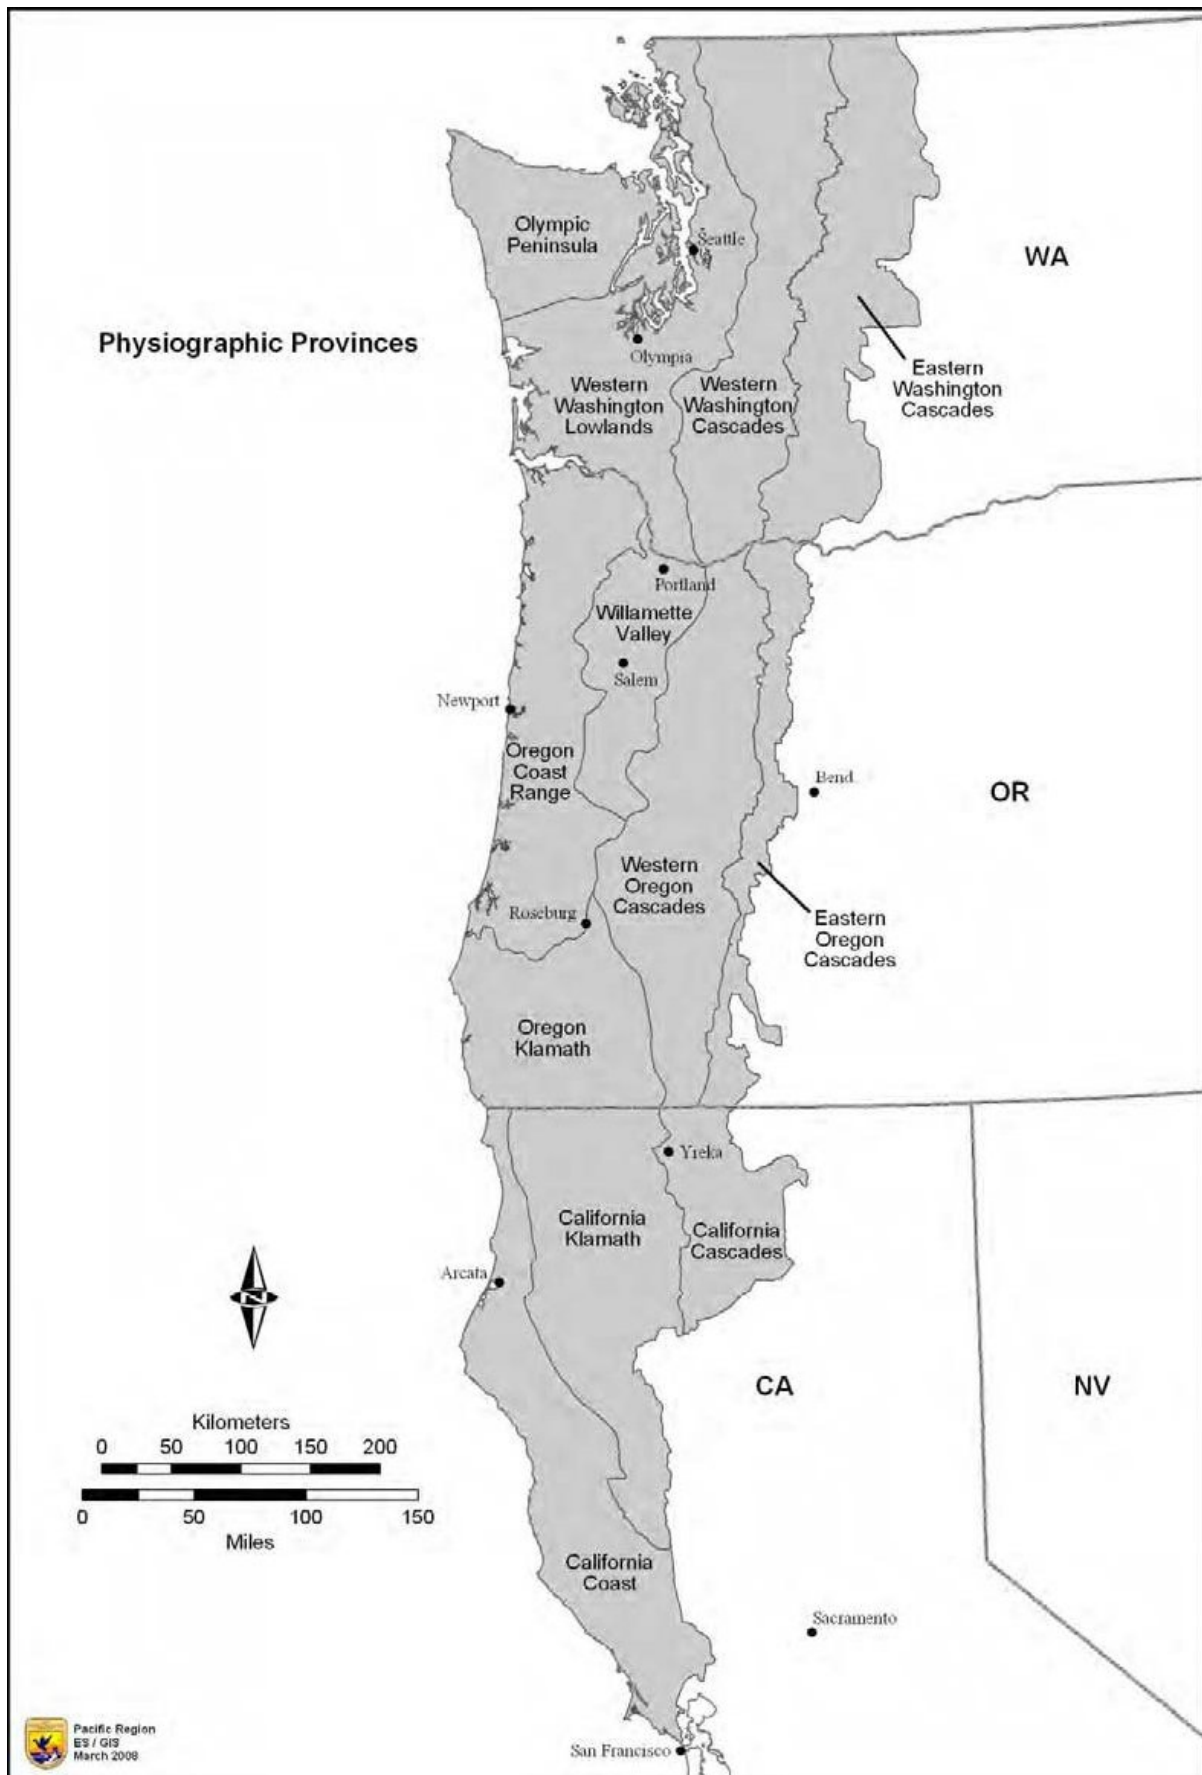 Olympic
Peninsula
Seattle
WA
Physiographic Provinces
Olympia
Western
Washington
Lowlands
Western
Washington
Cascades
Eastern
Washington
Cascades
Portland
Willamette
Valley
Salem
Newport
Oregon
Coast
Range
Bend
OR
Western
Oregon
Cascades
Roseburg
Eastern
Oregon
Cascades
Oregon
Klamath
Yreka
California
Klamath
California
Cascades
Arcata
N
CA
NV
Kilometers
0 50 100 150 200
0 50 100 150
Miles
California
Coast
Sacramento
San Francisco
Pacific Region
ES / GIS
March 2008